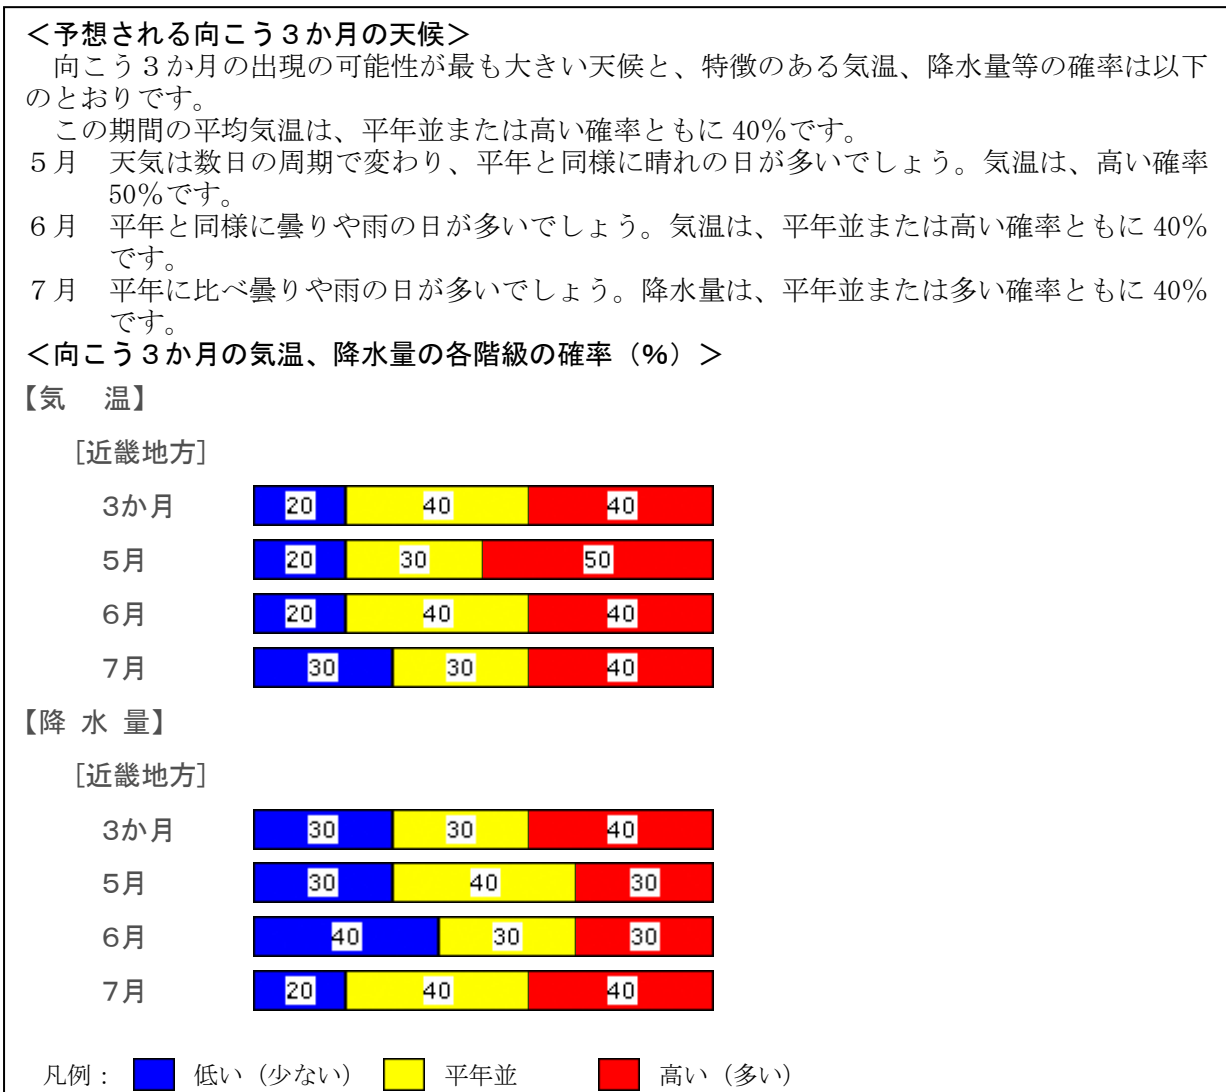 ＜予想される向こう３か月の天候＞
向こう３か月の出現の可能性が最も大きい天候と、特徴のある気温、降水量等の確率は以下
のとおりです。
この期間の平均気温は、平年並または高い確率ともに 40％です。
５月　天気は数日の周期で変わり、平年と同様に晴れの日が多いでしょう。気温は、高い確率
50％です。
６月　平年と同様に曇りや雨の日が多いでしょう。気温は、平年並または高い確率ともに 40％
です。
７月　平年に比べ曇りや雨の日が多いでしょう。降水量は、平年並または多い確率ともに 40％
です。
＜向こう３か月の気温、降水量の各階級の確率（％）＞
【気　温】
［近畿地方］
３か月 20 40 40
５月 20 30 50
６月 20 40 40
７月 30 30 40
【降 水 量】
［近畿地方］
３か月 30 30 40
５月 30 40 30
６月 40 30 30
７月 20 40 40
凡例： 低い（少ない） 平年並 高い（多い）